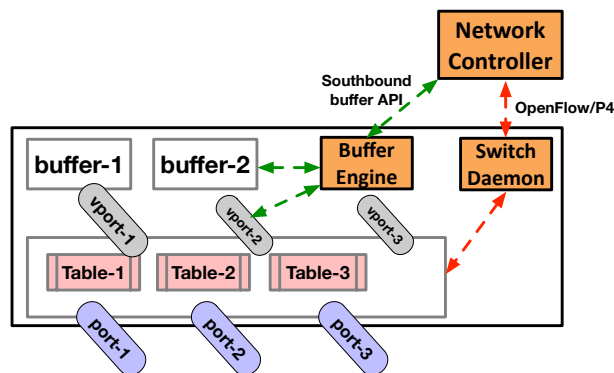 Network
Controller
Southbound
buffer API
OpenFlow/P4
buffer-1
buffer-2
Buffer
Engine
Switch
Daemon
vport-1
vport-2
vport-3
Table-1
Table-2
Table-3
port-1
port-2
port-3